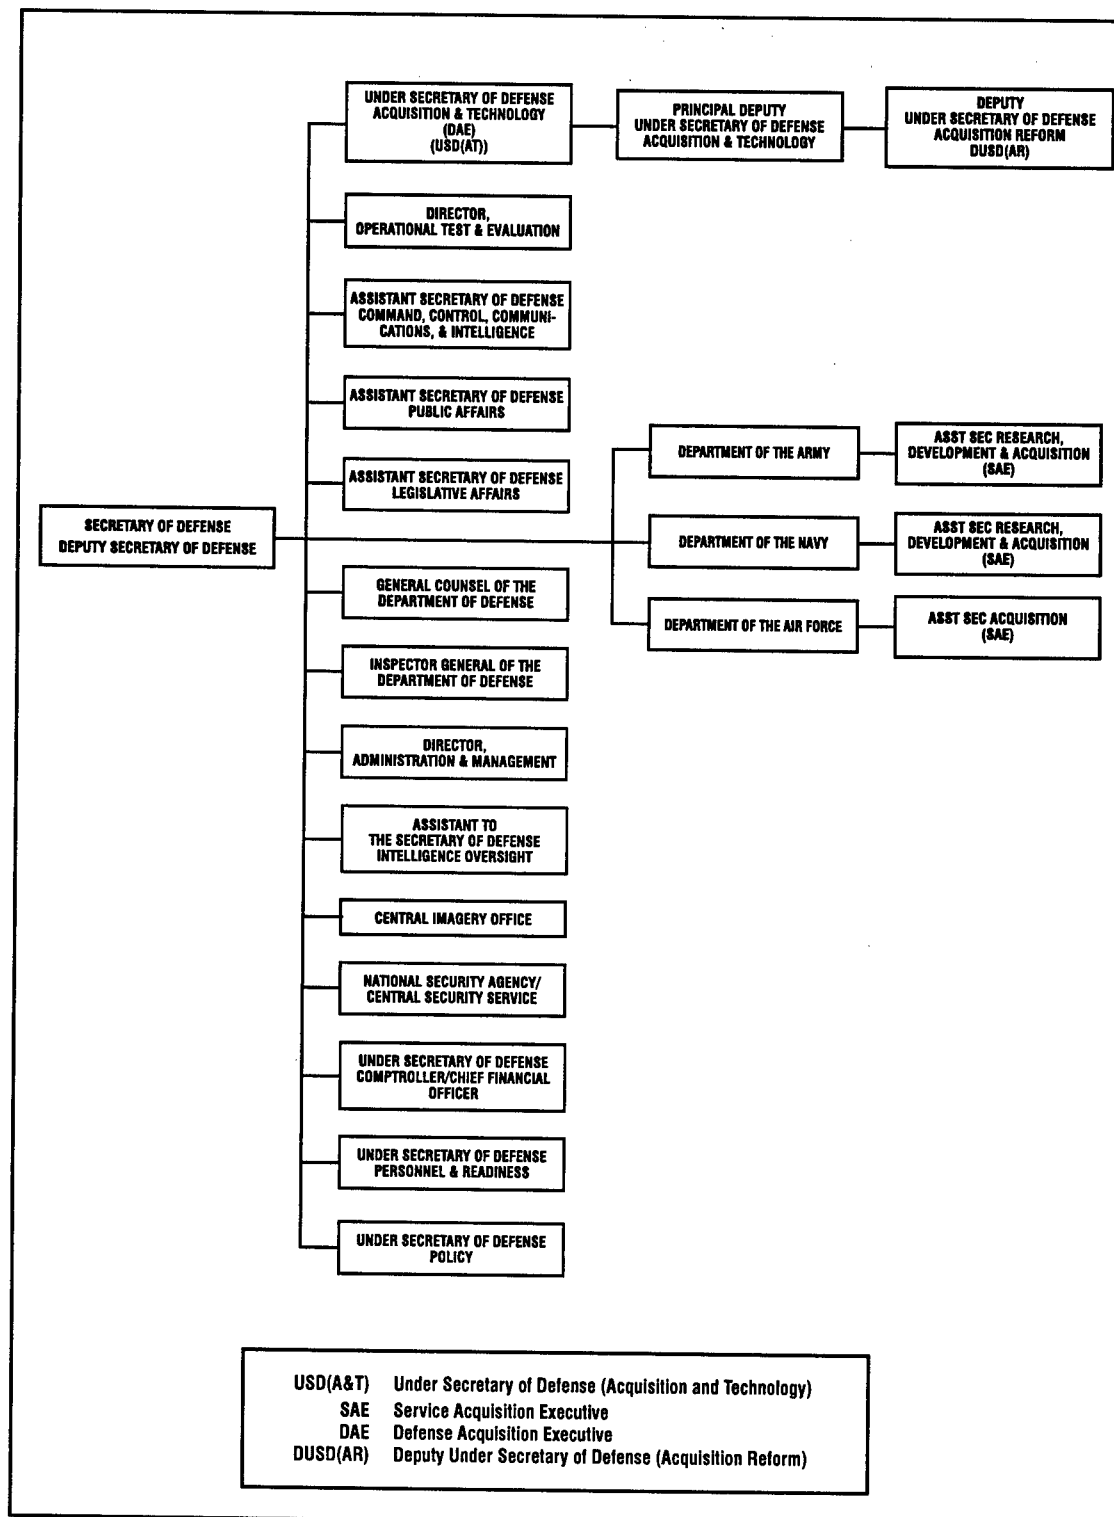 UNDER SECRETARY OF DEFENSE
ACQUISITION & TECHNOLOGY
(DAE)
(USD(AT))
PRINCIPAL DEPUTY
UNDER SECRETARY OF DEFENSE
ACQUISITION & TECHNOLOGY
DEPUTY
UNDER SECRETARY OF DEFENSE
ACQUISITION REFORM
DUSD(AR)
DIRECTOR,
OPERATIONAL TEST & EVALUATION
ASSISTANT SECRETARY OF DEFENSE
COMMAND, CONTROL, COMMUNI-
CATIONS, & INTELLIGENCE
ASSISTANT SECRETARY OF DEFENSE
PUBLIC AFFAIRS
ASSISTANT SECRETARY OF DEFENSE
LEGISLATIVE AFFAIRS
DEPARTMENT OF THE ARMY
ASST SEC RESEARCH,
DEVELOPMENT & ACQUISITION
(SAE)
SECRETARY OF DEFENSE
DEPUTY SECRETARY OF DEFENSE
DEPARTMENT OF THE NAVY
ASST SEC RESEARCH,
DEVELOPMENT & ACQUISITION
(SAE)
GENERAL COUNSEL OF THE
DEPARTMENT OF DEFENSE
DEPARTMENT OF THE AIR FORCE
ASST SEC ACQUISITION
(SAE)
INSPECTOR GENERAL OF THE
DEPARTMENT OF DEFENSE
DIRECTOR,
ADMINISTRATION & MANAGEMENT
ASSISTANT TO
THE SECRETARY OF DEFENSE
INTELLIGENCE OVERSIGHT
CENTRAL IMAGERY OFFICE
NATIONAL SECURITY AGENCY/
CENTRAL SECURITY SERVICE
UNDER SECRETARY OF DEFENSE
COMPTROLLER/CHIEF FINANCIAL
OFFICER
UNDER SECRETARY OF DEFENSE
PERSONNEL & READINESS
UNDER SECRETARY OF DEFENSE
POLICY
USD(A&T) Under Secretary of Defense (Acquisition and Technology)
SAE Service Acquisition Executive
DAE Defense Acquisition Executive
DUSD(AR) Deputy Under Secretary of Defense (Acquisition Reform)